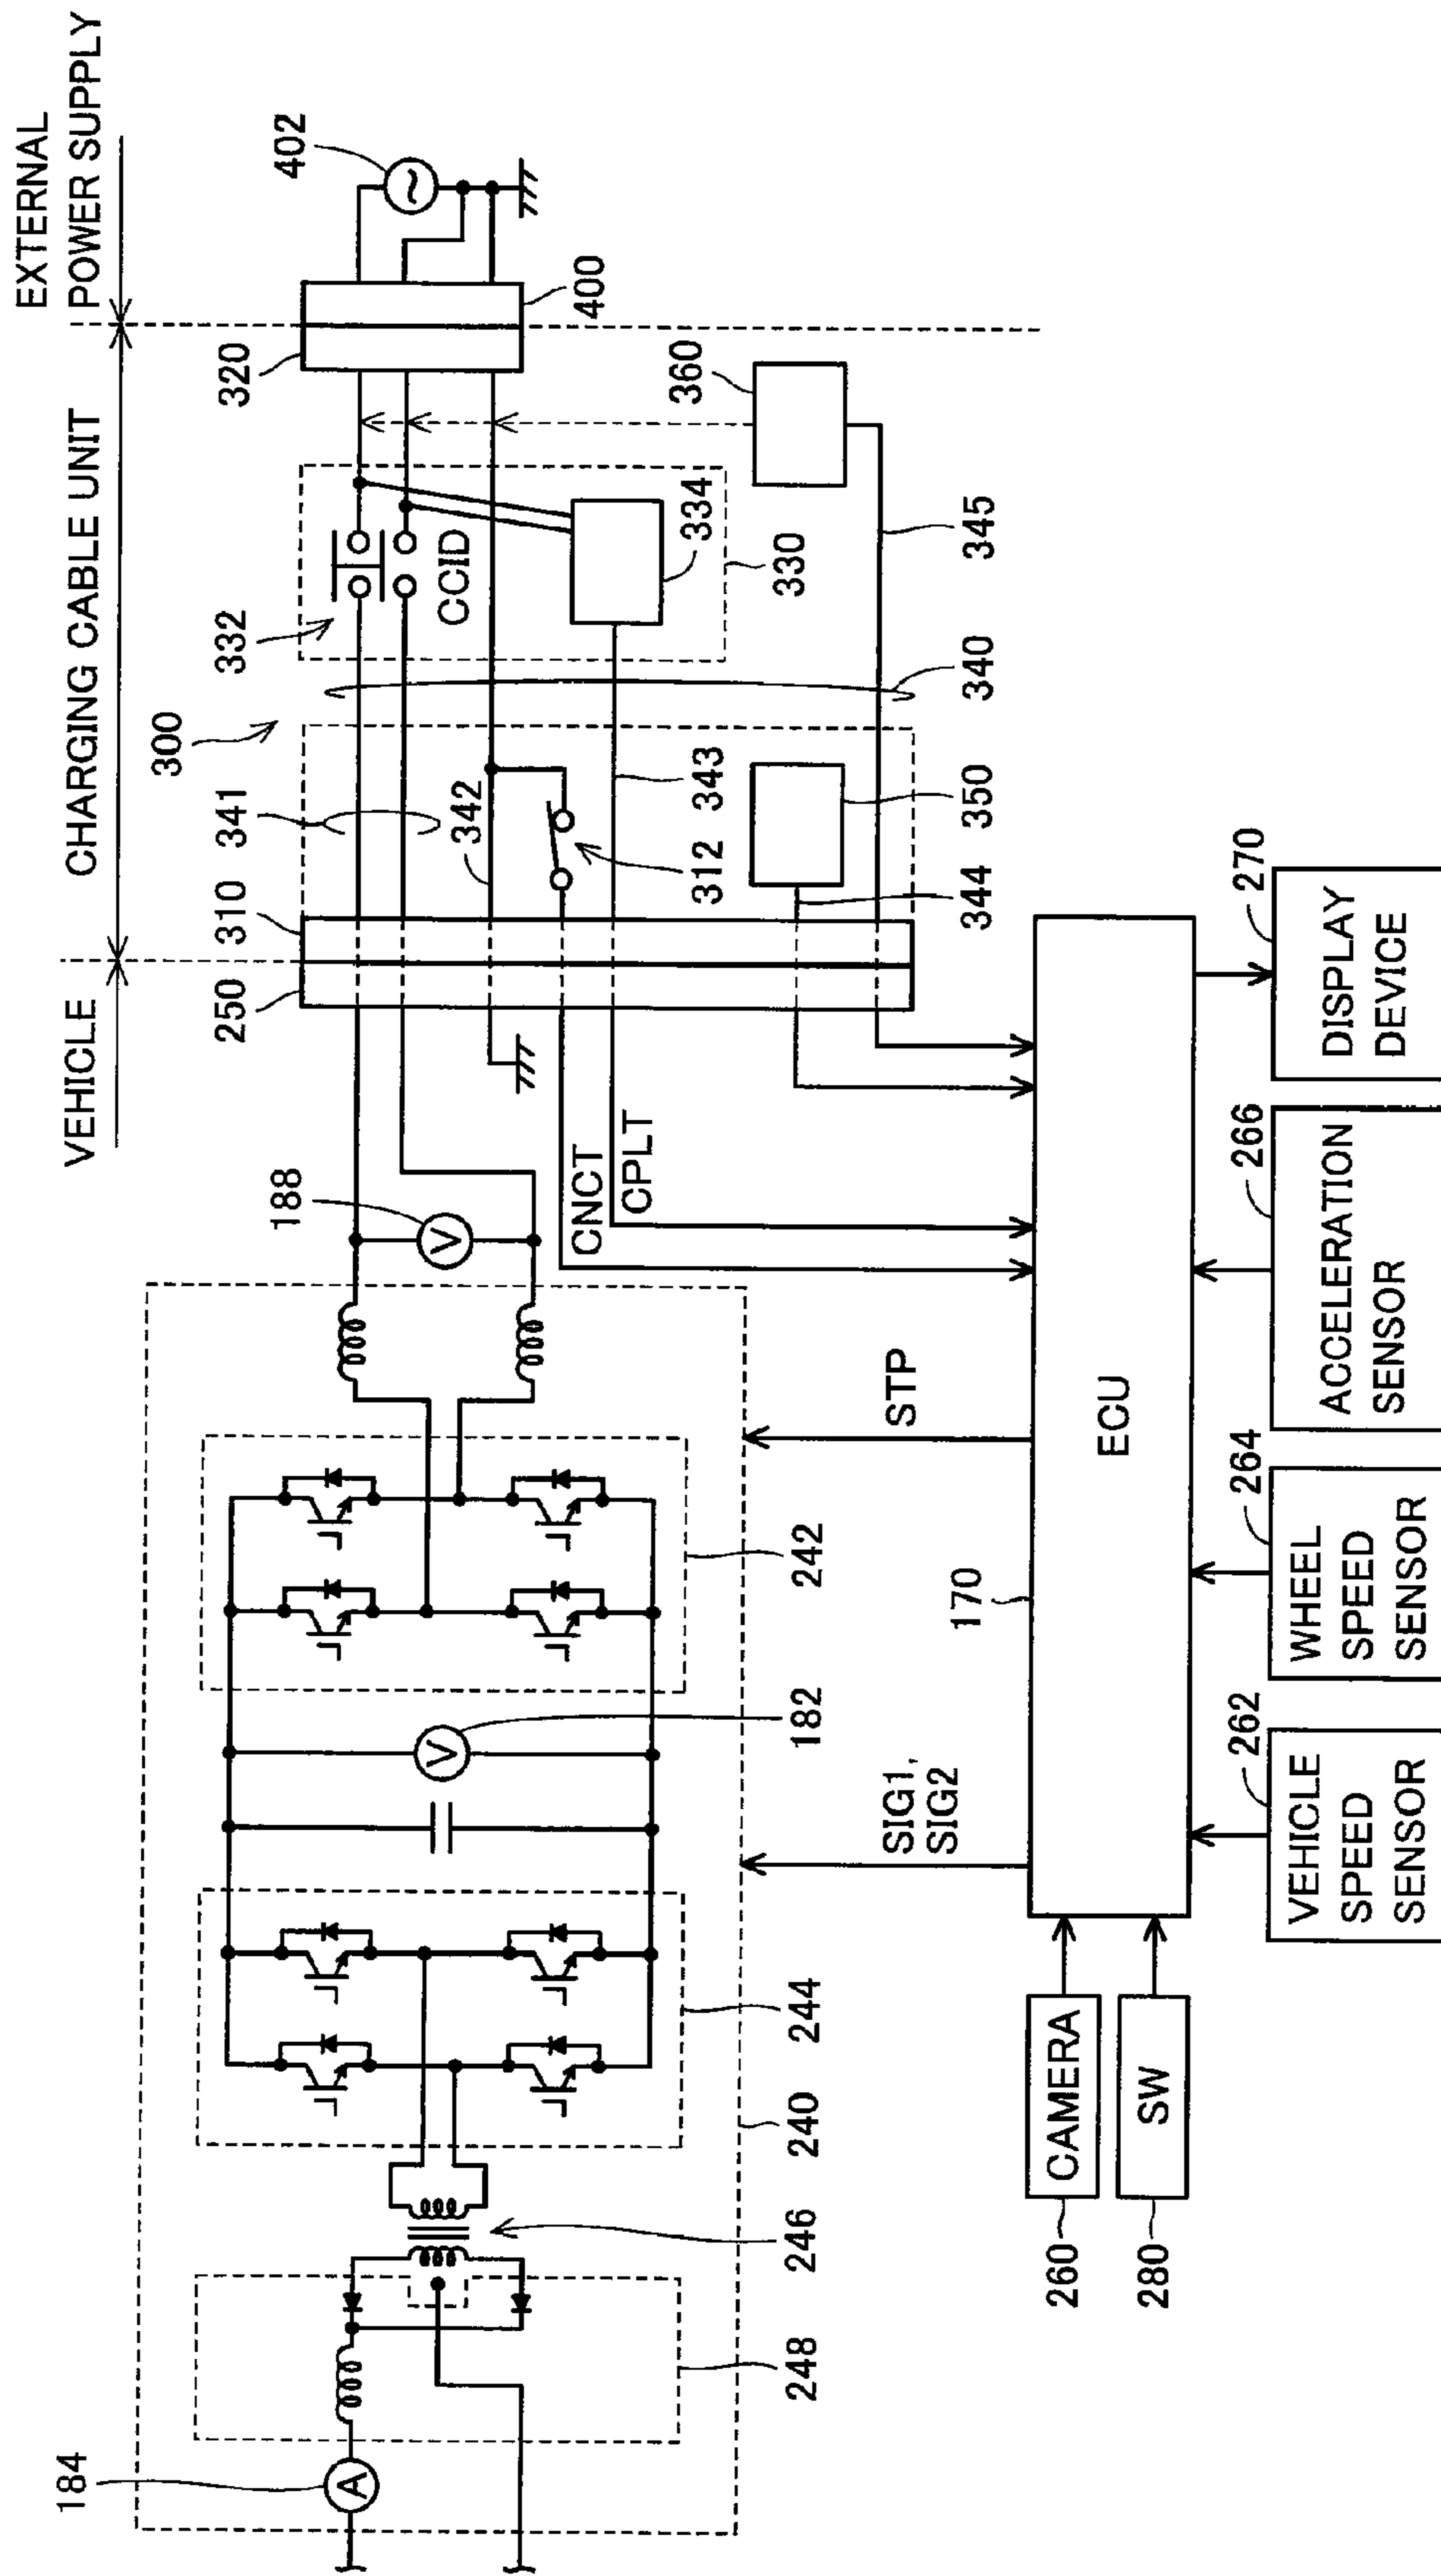 VEHICLE
CHARGING CABLE UNIT
EXTERNAL
POWER SUPPLY
300
402
184
188
250
310
341
332
320
400
342
CCID
360
CNCT
CPLT
312
343
334
330
350
344
340
345
248
246
240
244
182
242
SIG1,
SIG2
STP
170
ECU
260
CAMERA
280
SW
262
VEHICLE
SPEED
SENSOR
264
WHEEL
SPEED
SENSOR
266
ACCELERATION
SENSOR
270
DISPLAY
DEVICE
A
V
V